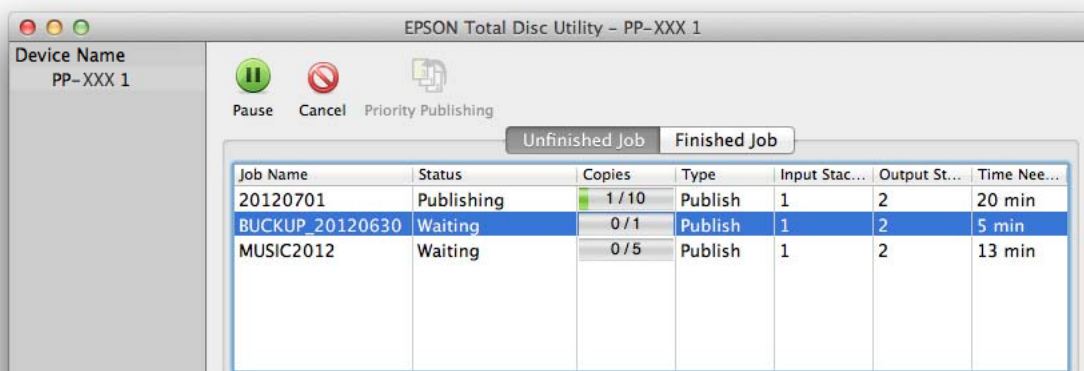 EPSON Total Disc Utility – PP-XXX 1
Device Name
PP-XXX 1
Pause Cancel Priority Publishing
Unfinished Job Finished Job
Job Name Status Copies Type Input Stac... Output St... Time Nee...
20120701 Publishing 1 / 10 Publish 1 2 20 min
BUCKUP_20120630 Waiting 0 / 1 Publish 1 2 5 min
MUSIC2012 Waiting 0 / 5 Publish 1 2 13 min